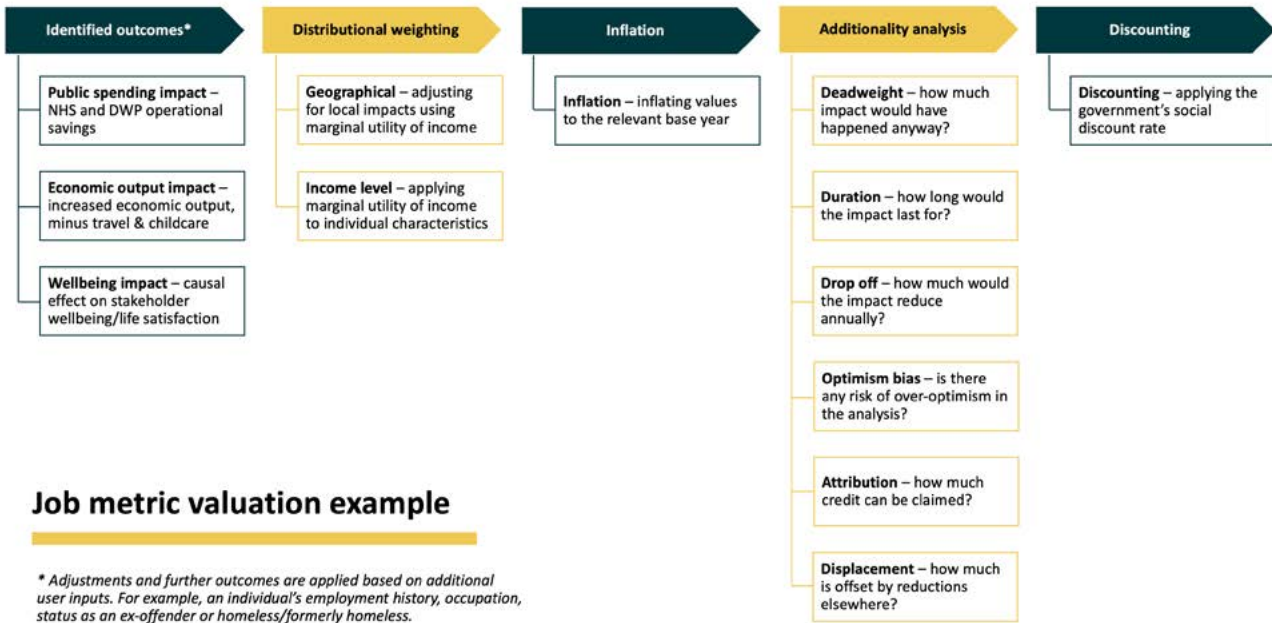 Identified outcomes*
Public spending impact –
NHS and DWP operational
savings
Economic output impact –
increased economic output,
minus travel & childcare
Wellbeing impact – causal
effect on stakeholder
wellbeing/life satisfaction
Distributional weighting
Geographical – adjusting
for local impacts using
marginal utility of income
Income level – applying
marginal utility of income
to individual characteristics
Inflation
Inflation – inflating values
to the relevant base year
Additionality analysis
Deadweight – how much
impact would have
happened anyway?
Duration – how long would
the impact last for?
Drop off – how much would
the impact reduce
annually?
Optimism bias – is there
any risk of over-optimism in
the analysis?
Attribution – how much
credit can be claimed?
Displacement – how much
is offset by reductions
elsewhere?
Discounting
Discounting – applying the
government’s social
discount rate
Job metric valuation example
* Adjustments and further outcomes are applied based on additional
user inputs. For example, an individual’s employment history, occupation,
status as an ex-offender or homeless/formerly homeless.